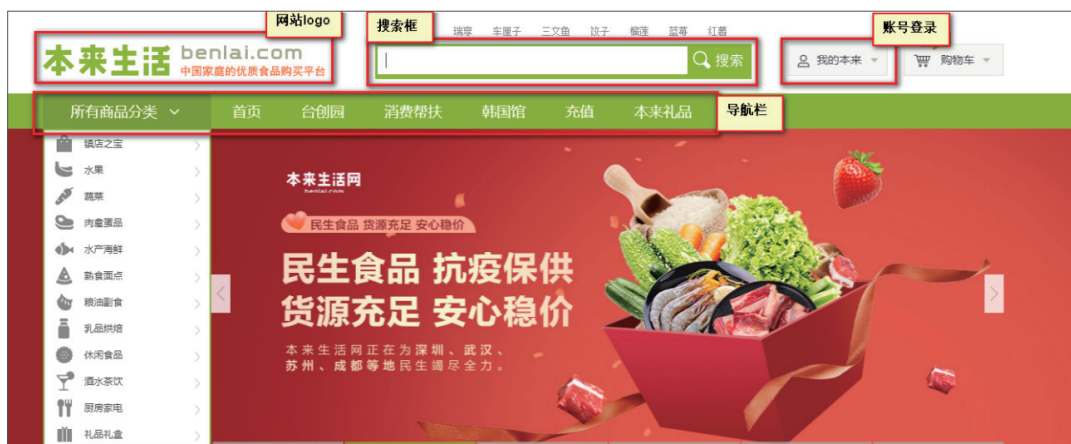 网站logo
搜索框
账号登录
瑞享 车厘子 三文鱼 饺子 榴莲 蓝莓 红薯
本来生活 benlai.com
中国家庭的优质食品购买平台
搜索
我的本来
购物车
所有商品分类 首页 台创园 消费帮扶 韩国馆 充值 本来礼品
导航栏
镇店之宝
水果
蔬菜
肉禽蛋品
水产海鲜
熟食面点
粮油副食
乳品烘焙
休闲食品
酒水茶饮
厨房家电
礼品礼盒
本来生活网
benlai.com
民生食品 货源充足 安心稳价
民生食品 抗疫保供
货源充足 安心稳价
本来生活网正在为深圳、武汉、
苏州、成都等地民生竭尽全力。